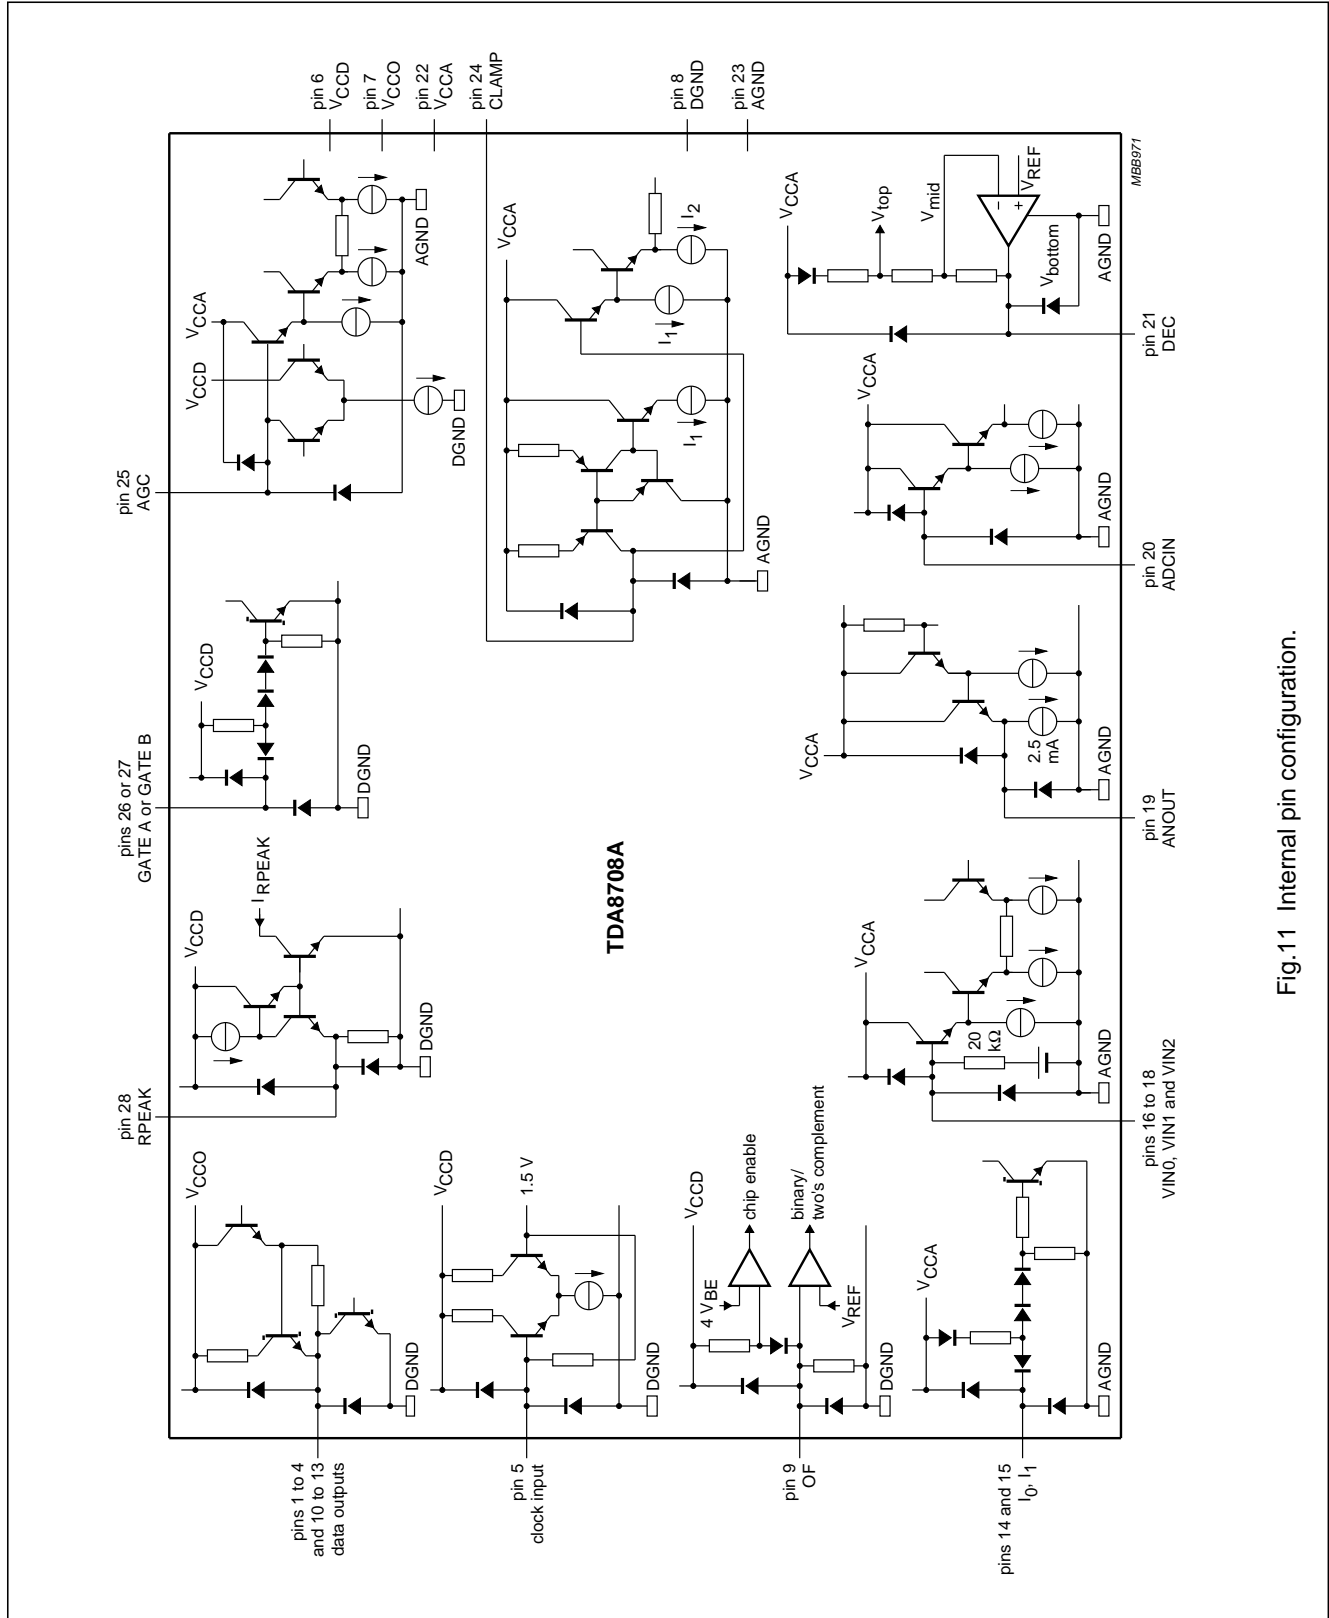 pin 6
VCCD
pin 7
VCCO
pin 22
VCCA
pin 24
CLAMP
pin 8
DGND
pin 23
AGND
pin 25
AGC
VCCD
VCCA
DGND
AGND
pins 26 or 27
GATE A or GATE B
VCCD
DGND
pin 28
RPEAK
VCCD
I RPEAK
DGND
VCCO
DGND
pins 1 to 4
and 10 to 13
data outputs
VCCA
I1
I1
I2
AGND
TDA8708A
VCCD
1.5 V
DGND
pin 5
clock input
VCCD
4 VBE
chip enable
binary/
two's complement
VREF
DGND
pin 9
OF
VCCA
AGND
pins 14 and 15
I0, I1
VCCA
20
kΩ
AGND
pins 16 to 18
VIN0, VIN1 and VIN2
VCCA
2.5
mA
AGND
pin 19
ANOUT
VCCA
AGND
pin 20
ADCIN
VCCA
Vtop
Vmid
VREF
Vbottom
AGND
pin 21
DEC
MBB971
Fig.11 Internal pin configuration.